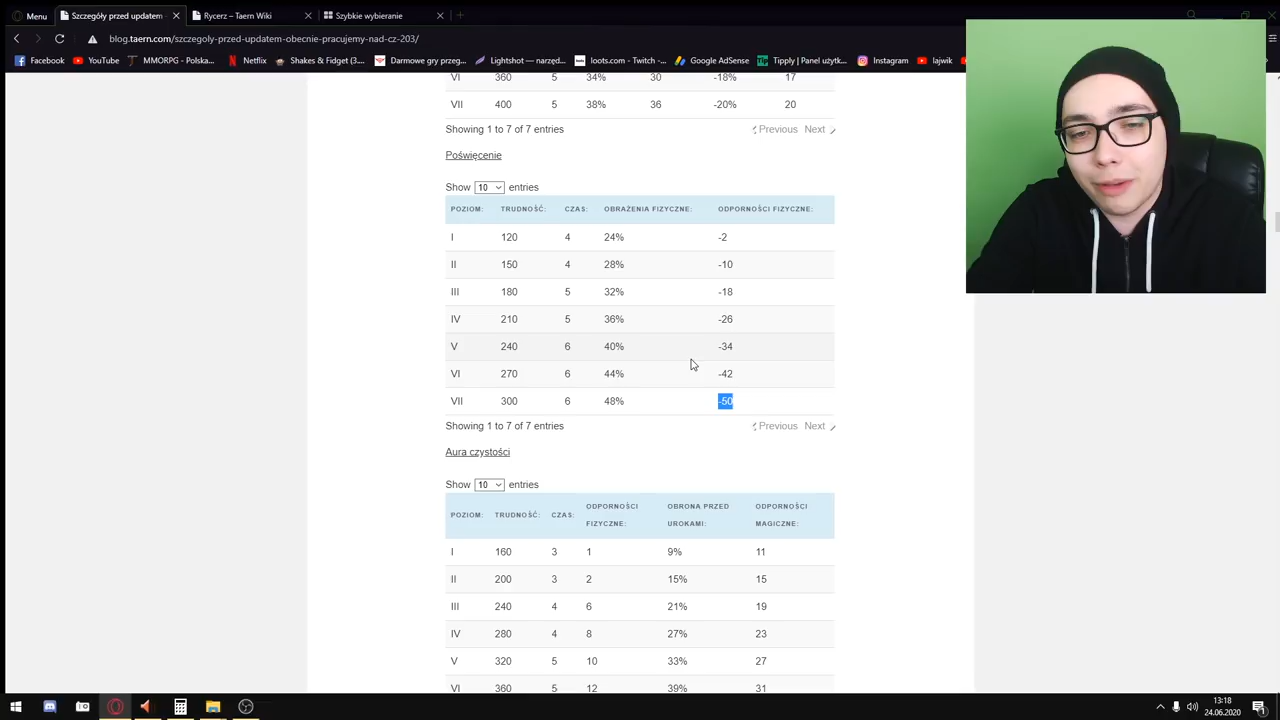 Menu
Szczegóły przed updatem
Rycerz – Taern Wiki
Szybkie wybieranie
blog.taern.com/szczegoly-przed-updatem-obecnie-pracujemy-nad-cz-203/
Facebook YouTube MMORPG - Polska... Netflix Shakes & Fidget (3... Darmowe gry przeg... Lightshot — narzęd... loots.com - Twitch -... Google AdSense Tipply | Panel użytk... Instagram lajwik
VI 360 5 34% 30 -18% 17
VII 400 5 38% 36 -20% 20
Showing 1 to 7 of 7 entries Previous Next
Poświęcenie
Show 10 entries
POZIOM: TRUDNOŚĆ: CZAS: OBRAŻENIA FIZYCZNE: ODPORNOŚCI FIZYCZNE:
I 120 4 24% -2
II 150 4 28% -10
III 180 5 32% -18
IV 210 5 36% -26
V 240 6 40% -34
VI 270 6 44% -42
VII 300 6 48% -50
Showing 1 to 7 of 7 entries Previous Next
Aura czystości
Show 10 entries
POZIOM: TRUDNOŚĆ: CZAS: ODPORNOŚCI FIZYCZNE: OBRONA PRZED UROKAMI: ODPORNOŚCI MAGICZNE:
I 160 3 1 9% 11
II 200 3 2 15% 15
III 240 4 6 21% 19
IV 280 4 8 27% 23
V 320 5 10 33% 27
VI 360 5 12 39% 31
13:18
24.06.2020